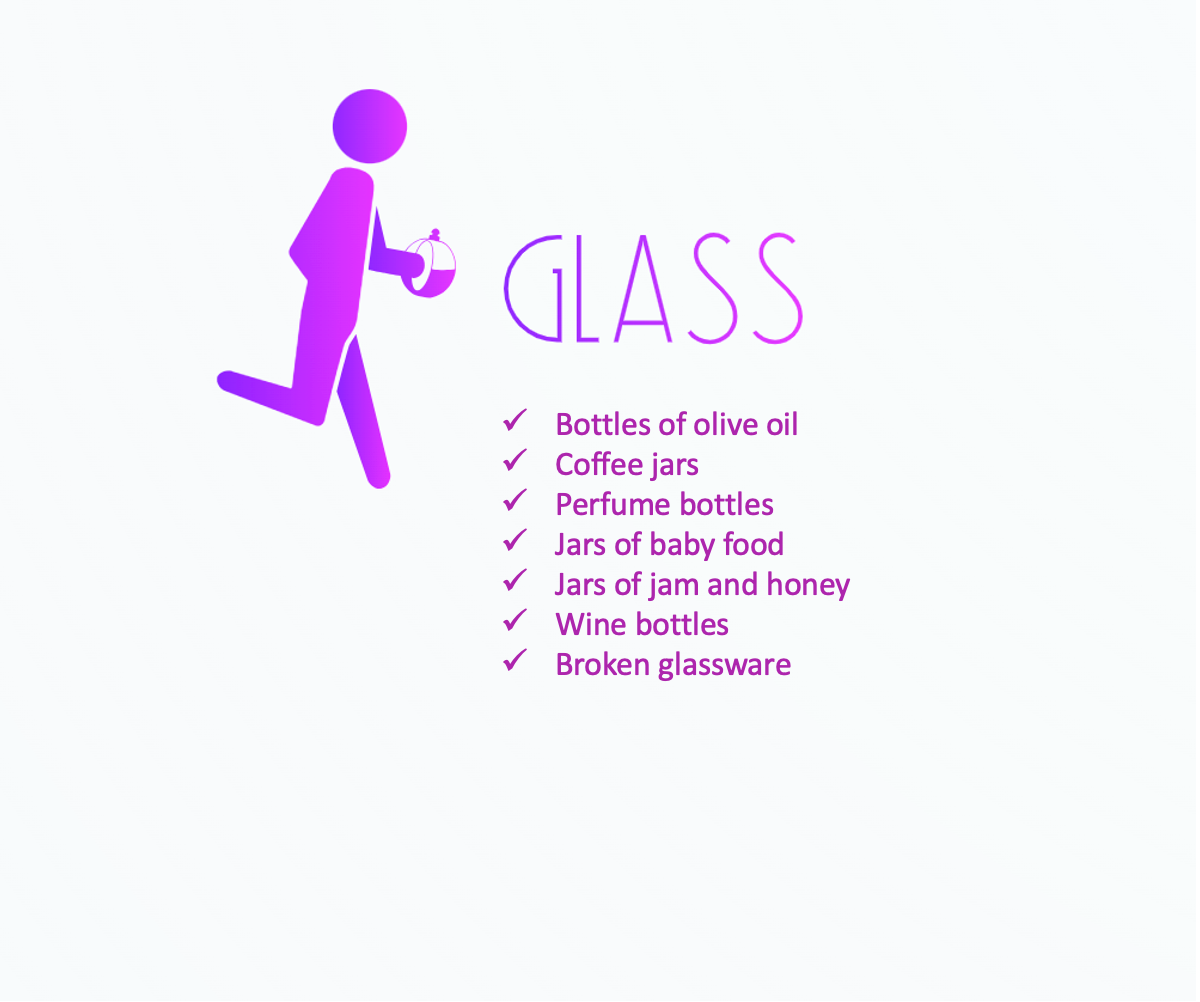 GLASS
✓ Bottles of olive oil
✓ Coffee jars
✓ Perfume bottles
✓ Jars of baby food
✓ Jars of jam and honey
✓ Wine bottles
✓ Broken glassware